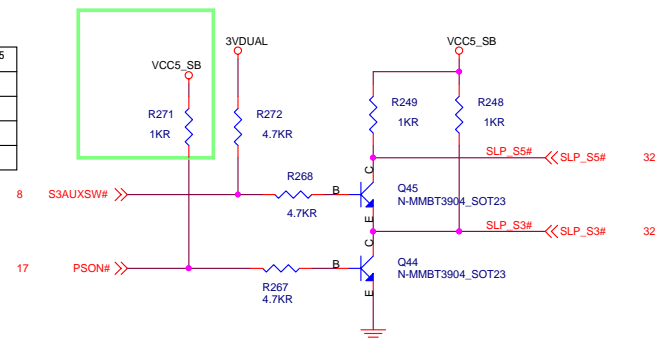 5
3VDUAL
VCC5_SB
VCC5_SB
R271
1KR
R272
4.7KR
R249
1KR
R248
1KR
SLP_S5#
SLP_S5#
32
R268
4.7KR
8
S3AUXSW#
B
C
E
Q45
N-MMBT3904_SOT23
SLP_S3#
SLP_S3#
32
17
PSON#
R267
4.7KR
B
C
E
Q44
N-MMBT3904_SOT23